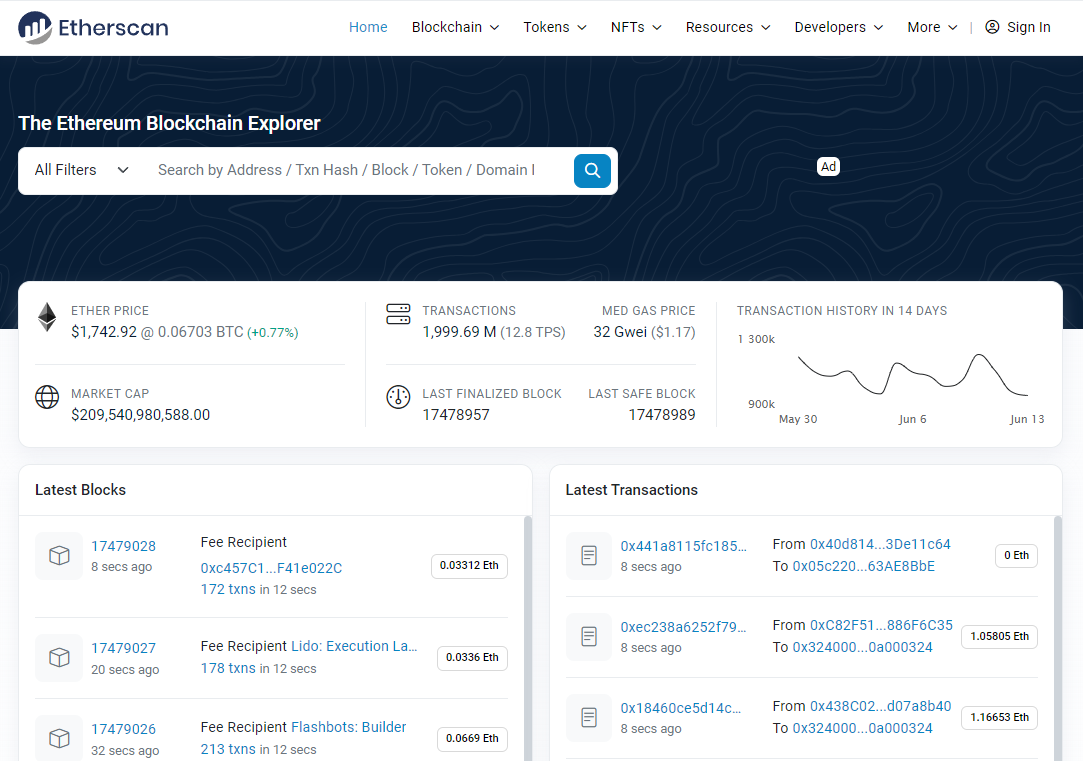 Etherscan
Home Blockchain Tokens NFTs Resources Developers More | Sign In
The Ethereum Blockchain Explorer
All Filters Search by Address / Txn Hash / Block / Token / Domain
Ad
ETHER PRICE
$1,742.92 @ 0.06703 BTC (+0.77%)
MARKET CAP
$209,540,980,588.00
TRANSACTIONS
1,999.69 M (12.8 TPS)
MED GAS PRICE
32 Gwei ($1.17)
LAST FINALIZED BLOCK
17478957
LAST SAFE BLOCK
17478989
TRANSACTION HISTORY IN 14 DAYS
1 300k
900k
May 30 Jun 6 Jun 13
Latest Blocks
17479028
8 secs ago
Fee Recipient
0xc457C1...F41e022C
172 txns in 12 secs
0.03312 Eth
17479027
20 secs ago
Fee Recipient Lido: Execution La...
178 txns in 12 secs
0.0336 Eth
17479026
32 secs ago
Fee Recipient Flashbots: Builder
213 txns in 12 secs
0.0669 Eth
Latest Transactions
0x441a8115fc185...
8 secs ago
From 0x40d814...3De11c64
To 0x05c220...63AE8BbE
0 Eth
0xec238a6252f79...
8 secs ago
From 0xC82F51...886F6C35
To 0x324000...0a000324
1.05805 Eth
0x18460ce5d14c...
8 secs ago
From 0x438C02...d07a8b40
To 0x324000...0a000324
1.16653 Eth